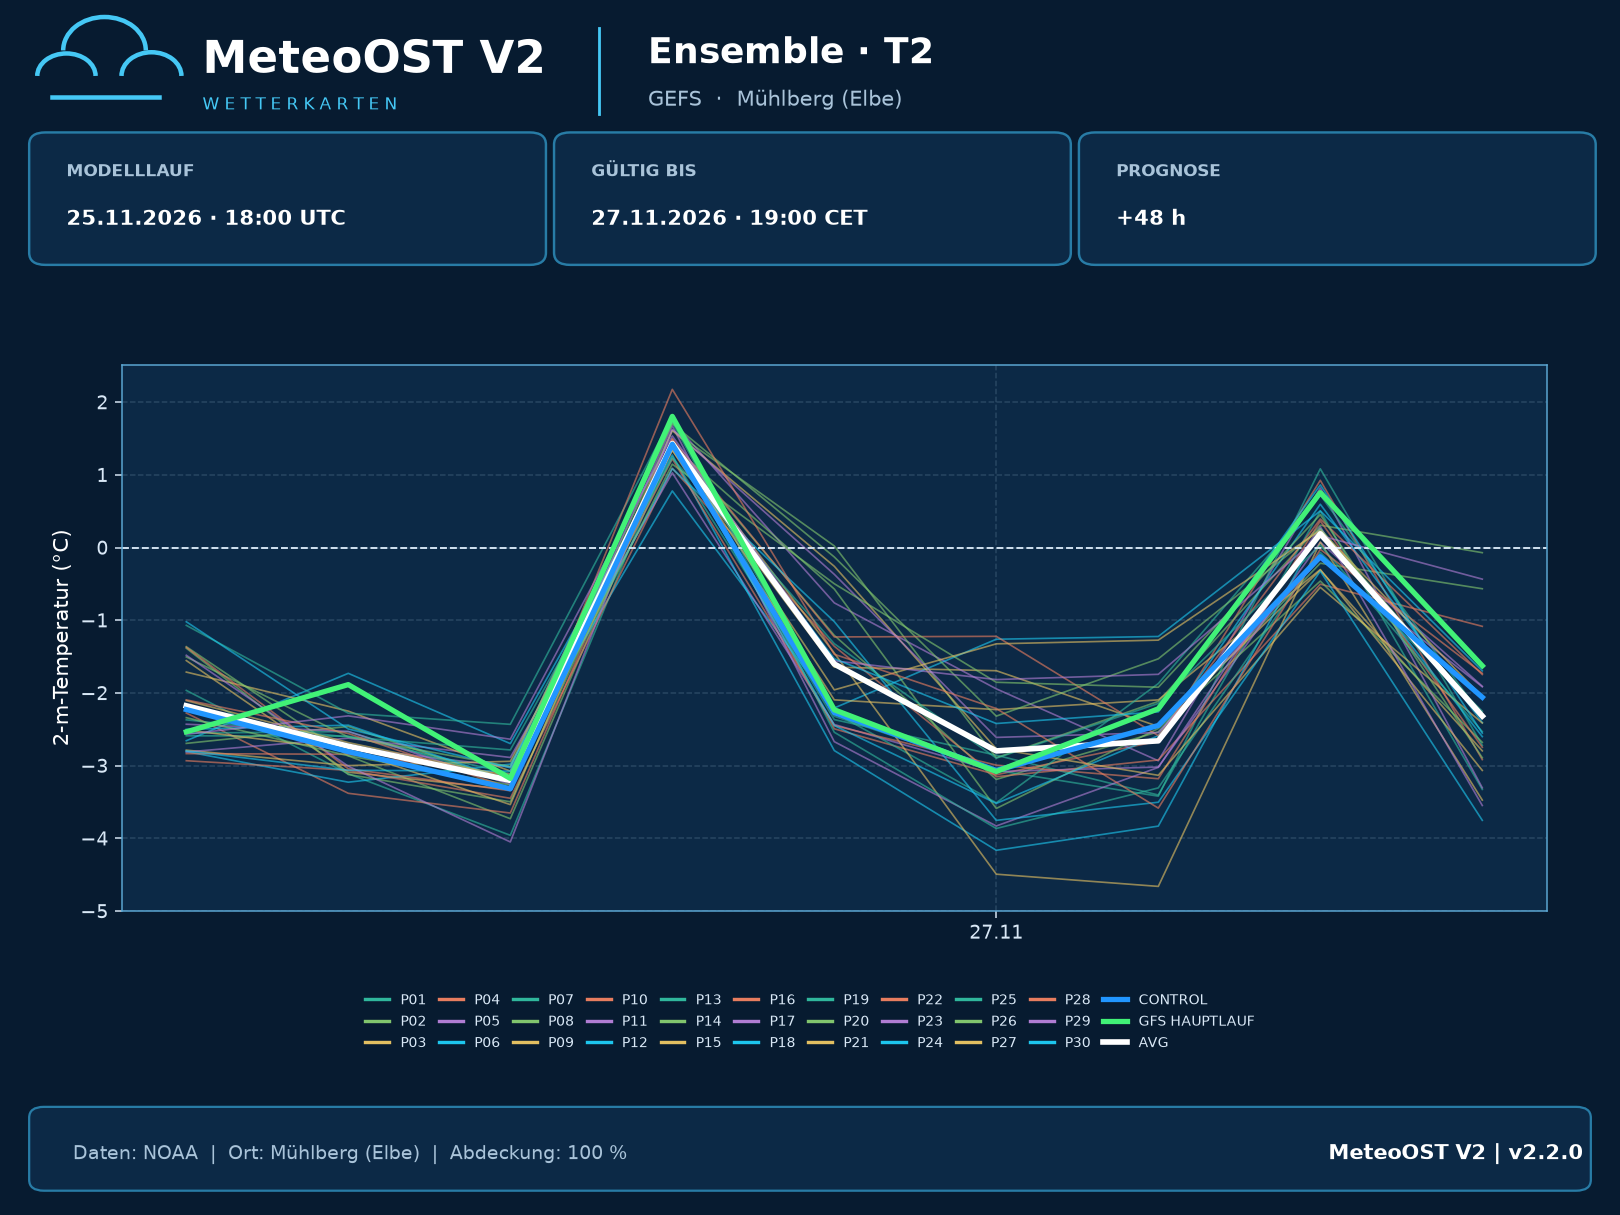 MeteoOST V2
WETTERKARTEN
Ensemble · T2
GEFS · Mühlberg (Elbe)
MODELLLAUF
25.11.2026 · 18:00 UTC
GÜLTIG BIS
27.11.2026 · 19:00 CET
PROGNOSE
+48 h
2-m-Temperatur (°C)
2
1
0
−1
−2
−3
−4
−5
27.11
P01 P04 P07 P10 P13 P16 P19 P22 P25 P28 CONTROL
P02 P05 P08 P11 P14 P17 P20 P23 P26 P29 GFS HAUPTLAUF
P03 P06 P09 P12 P15 P18 P21 P24 P27 P30 AVG
Daten: NOAA | Ort: Mühlberg (Elbe) | Abdeckung: 100 %
MeteoOST V2 | v2.2.0